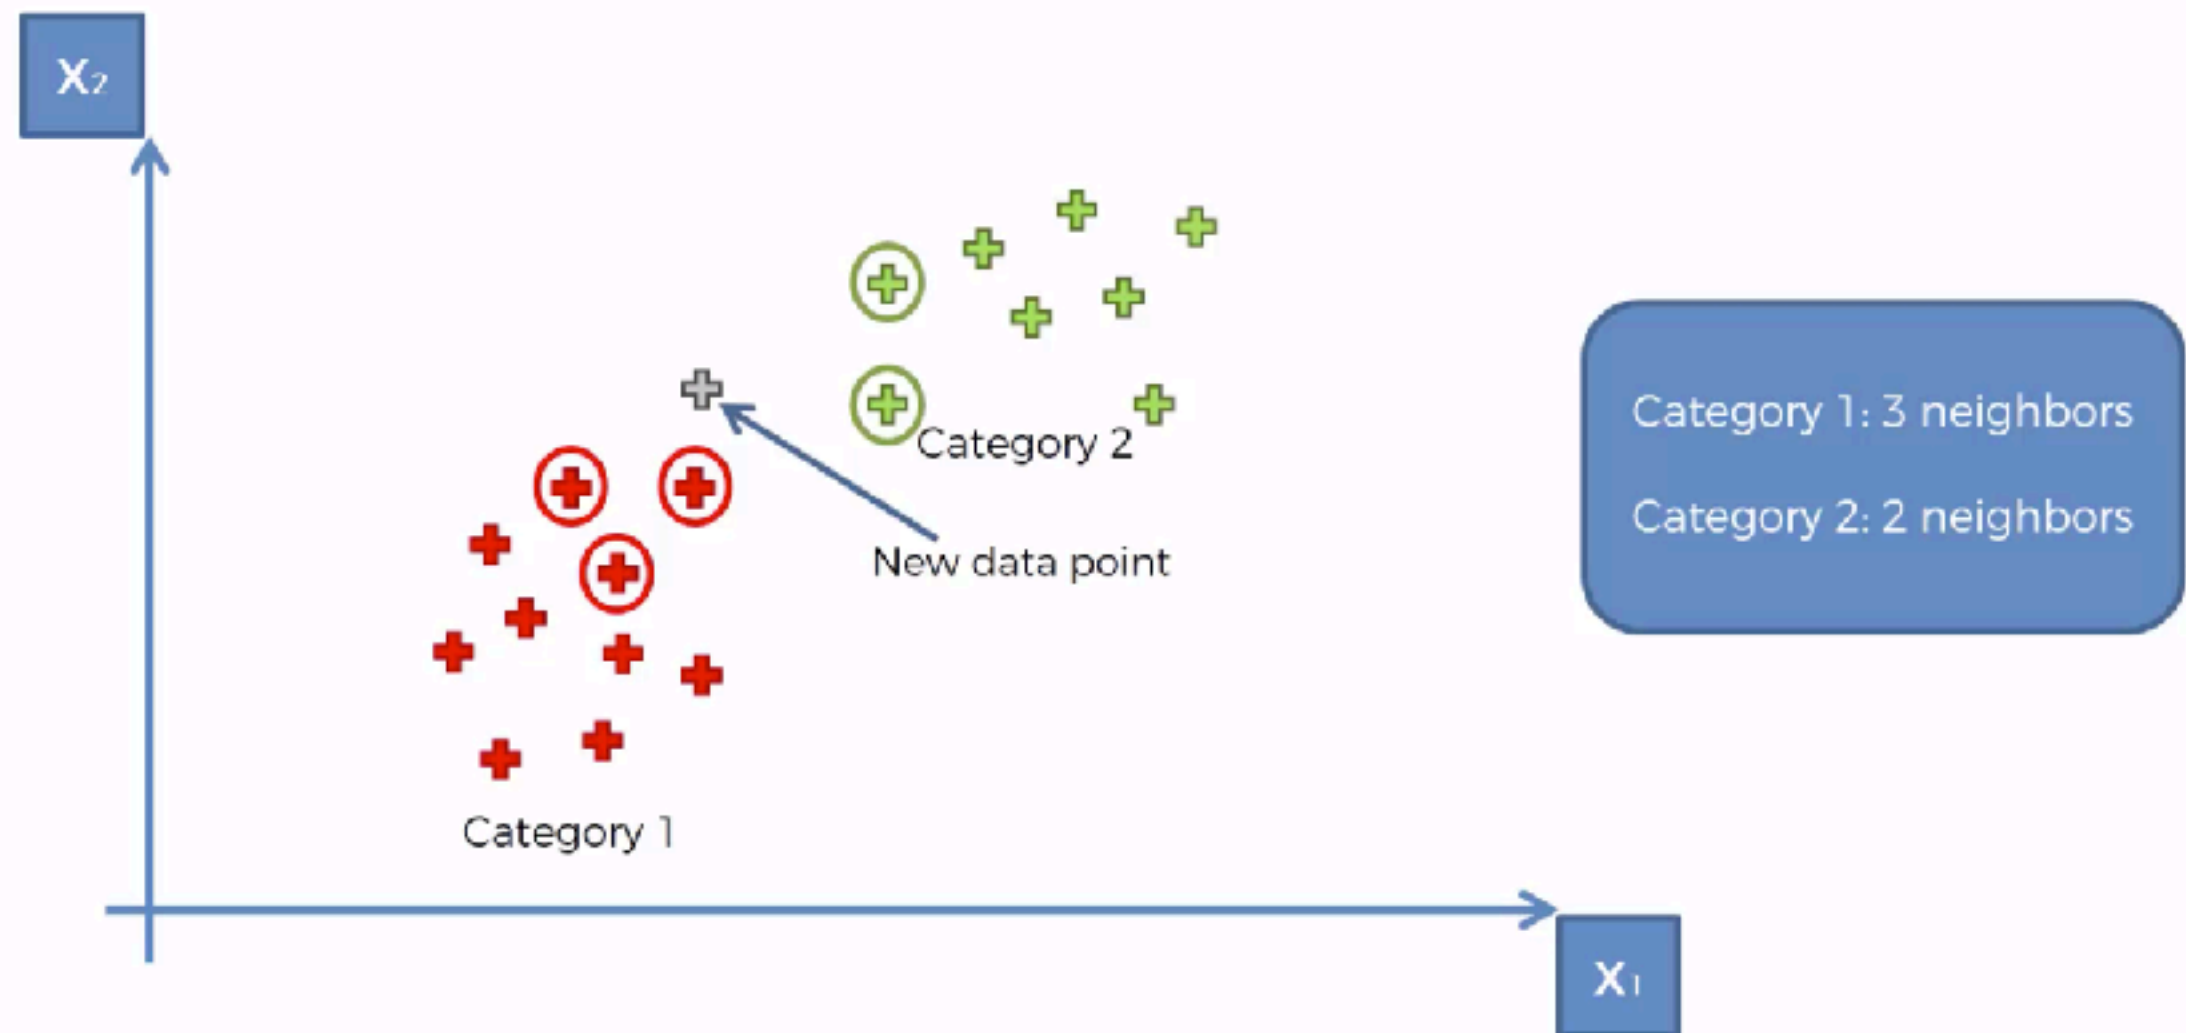 X2
Category 2
New data point
Category 1: 3 neighbors
Category 2: 2 neighbors
Category 1
X1